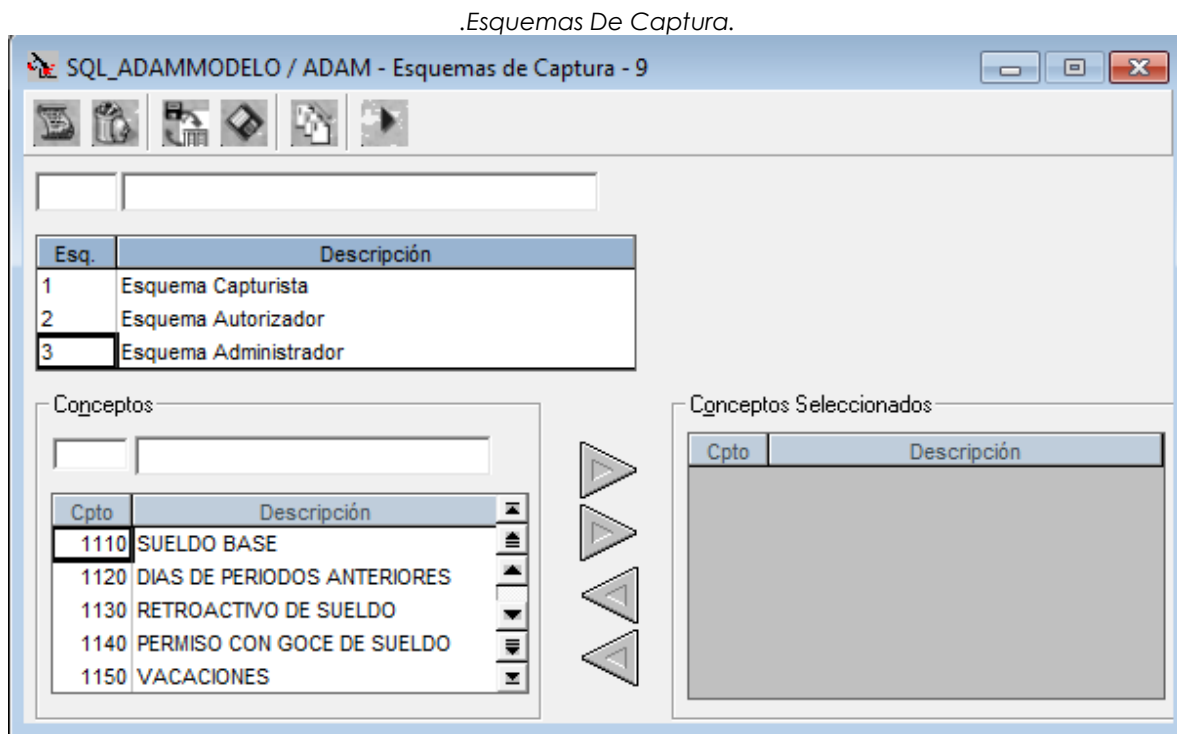 .Esquemas De Captura.
SQL_ADAMMODELO / ADAM - Esquemas de Captura - 9
Esq. Descripción
1 Esquema Capturista
2 Esquema Autorizador
3 Esquema Administrador
Conceptos
Cpto Descripción
1110 SUELDO BASE
1120 DIAS DE PERIODOS ANTERIORES
1130 RETROACTIVO DE SUELDO
1140 PERMISO CON GOCE DE SUELDO
1150 VACACIONES
Conceptos Seleccionados
Cpto Descripción